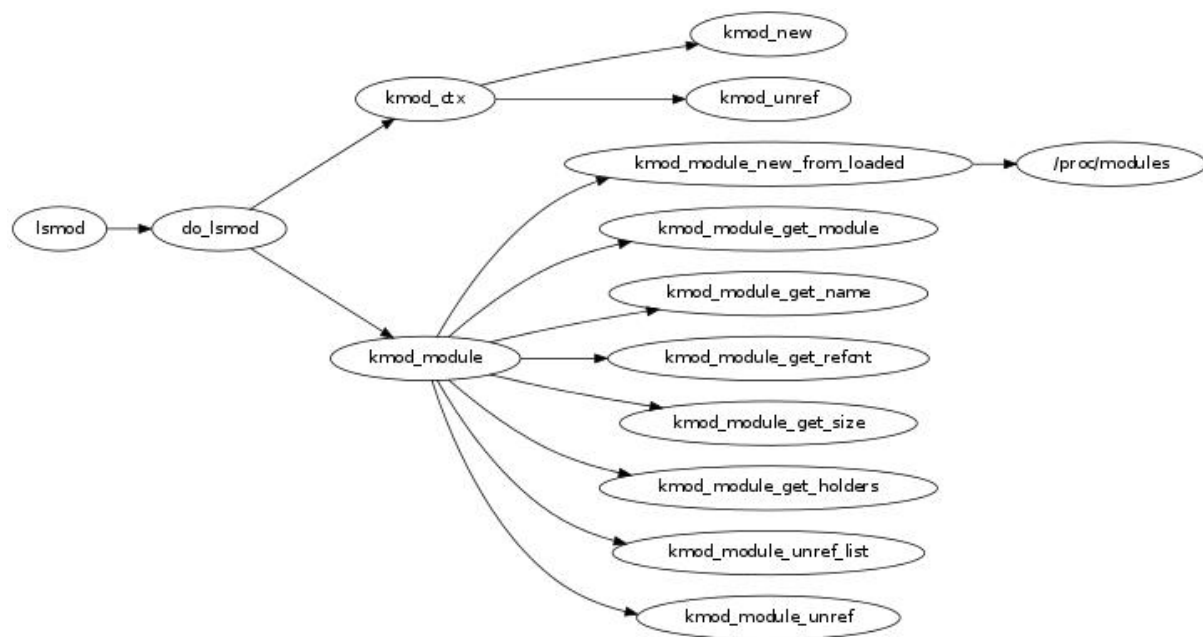 kmod_new
kmod_ctx
kmod_unref
kmod_module_new_from_loaded
/proc/modules
lsmod
do_lsmod
kmod_module_get_module
kmod_module_get_name
kmod_module
kmod_module_get_refcnt
kmod_module_get_size
kmod_module_get_holders
kmod_module_unref_list
kmod_module_unref